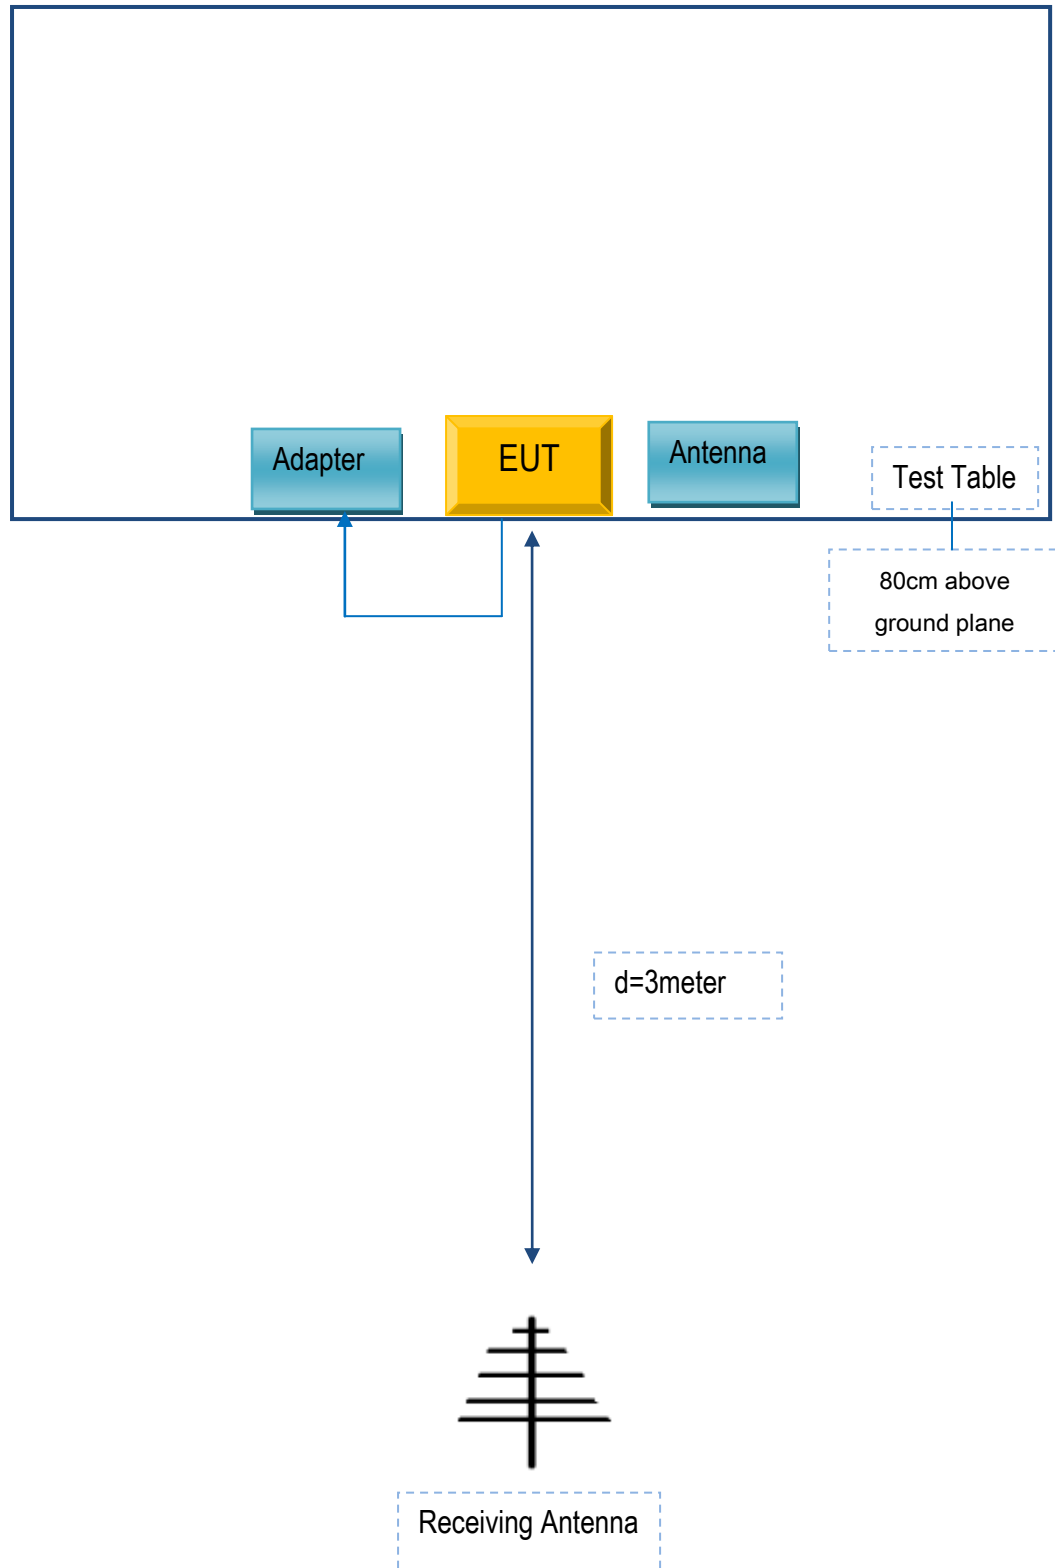 Adapter
EUT
Antenna
Test Table
80cm above
ground plane
d=3meter
Receiving Antenna